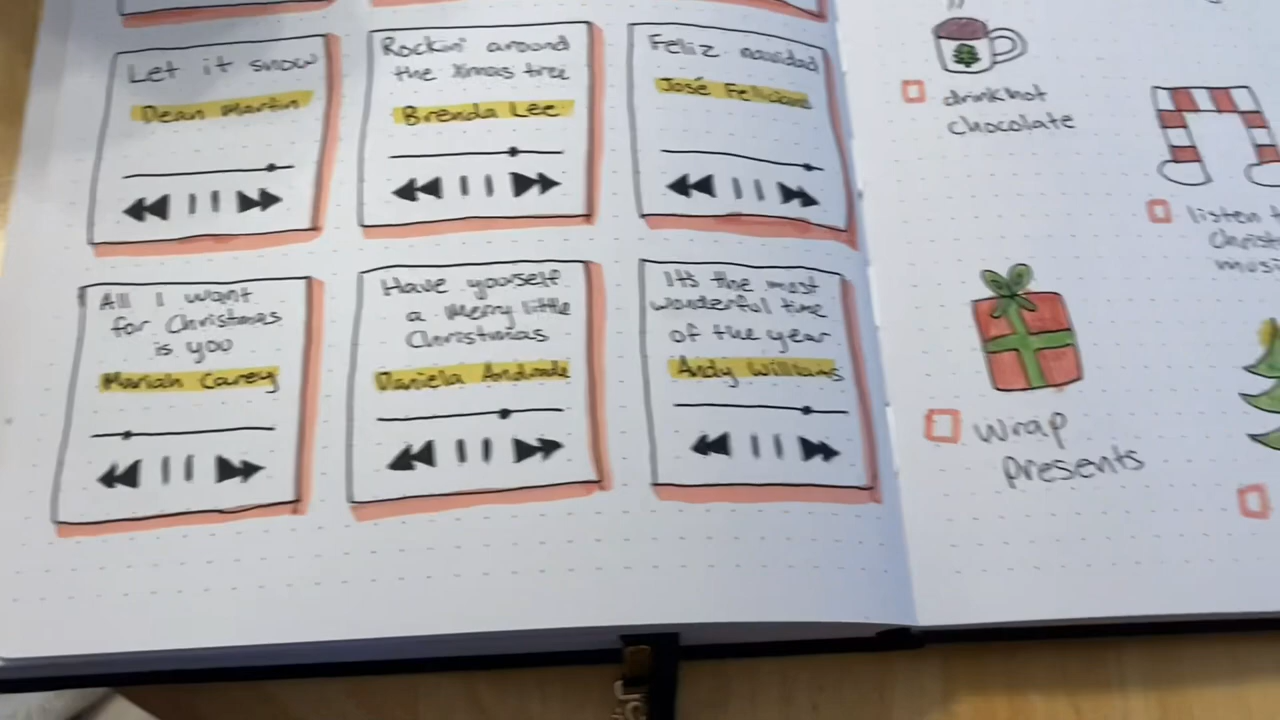 Let it snow
Dean Martin
Rockin' around
the Xmas tree
Brenda Lee
Feliz navidad
José Feliciano
All I want
for Christmas
is you
Mariah Carey
Have yourself
a Merry little
Christmas
Daniela Andrade
It's the most
wonderful time
of the year
Andy Williams
drink hot
chocolate
listen
wrap
presents